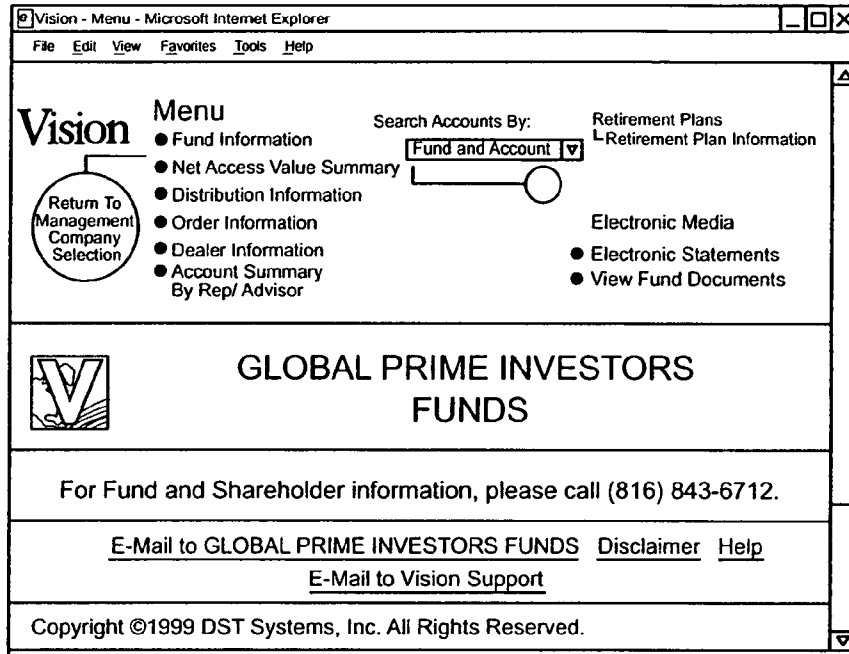 Vision - Menu - Microsoft Internet Explorer
File Edit View Favorites Tools Help
Vision
Return To
Management
Company
Selection
Menu
Fund Information
Net Access Value Summary
Distribution Information
Order Information
Dealer Information
Account Summary
By Rep/ Advisor
Search Accounts By:
Fund and Account
Retirement Plans
Retirement Plan Information
Electronic Media
Electronic Statements
View Fund Documents
V
GLOBAL PRIME INVESTORS
FUNDS
For Fund and Shareholder information, please call (816) 843-6712.
E-Mail to GLOBAL PRIME INVESTORS FUNDS Disclaimer Help
E-Mail to Vision Support
Copyright ©1999 DST Systems, Inc. All Rights Reserved.